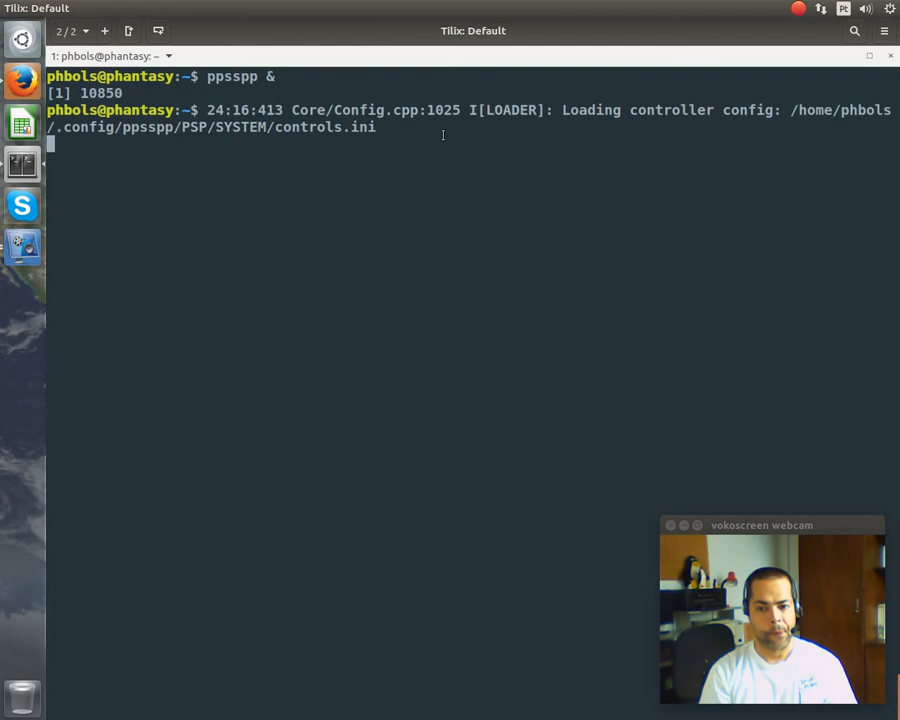 Tilix: Default
Pt
2/2
Tilix: Default
1: phbols@phantasy: ~
phbols@phantasy:~$ ppsspp &
[1] 10850
phbols@phantasy:~$ 24:16:413 Core/Config.cpp:1025 I[LOADER]: Loading controller config: /home/phbols
/.config/ppsspp/PSP/SYSTEM/controls.ini
vokoscreen webcam